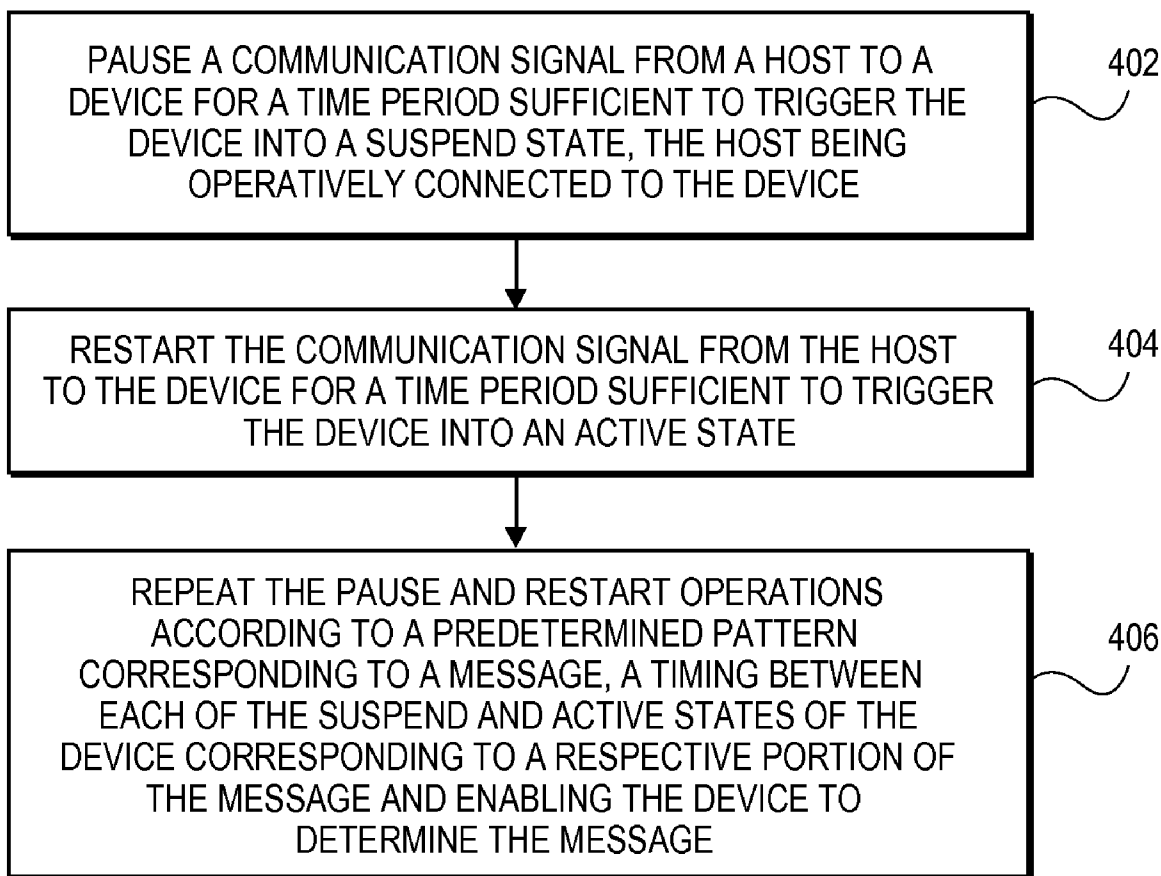 PAUSE A COMMUNICATION SIGNAL FROM A HOST TO A
DEVICE FOR A TIME PERIOD SUFFICIENT TO TRIGGER THE
DEVICE INTO A SUSPEND STATE, THE HOST BEING
OPERATIVELY CONNECTED TO THE DEVICE
402
RESTART THE COMMUNICATION SIGNAL FROM THE HOST
TO THE DEVICE FOR A TIME PERIOD SUFFICIENT TO TRIGGER
THE DEVICE INTO AN ACTIVE STATE
404
REPEAT THE PAUSE AND RESTART OPERATIONS
ACCORDING TO A PREDETERMINED PATTERN
CORRESPONDING TO A MESSAGE, A TIMING BETWEEN
EACH OF THE SUSPEND AND ACTIVE STATES OF THE
DEVICE CORRESPONDING TO A RESPECTIVE PORTION OF
THE MESSAGE AND ENABLING THE DEVICE TO
DETERMINE THE MESSAGE
406